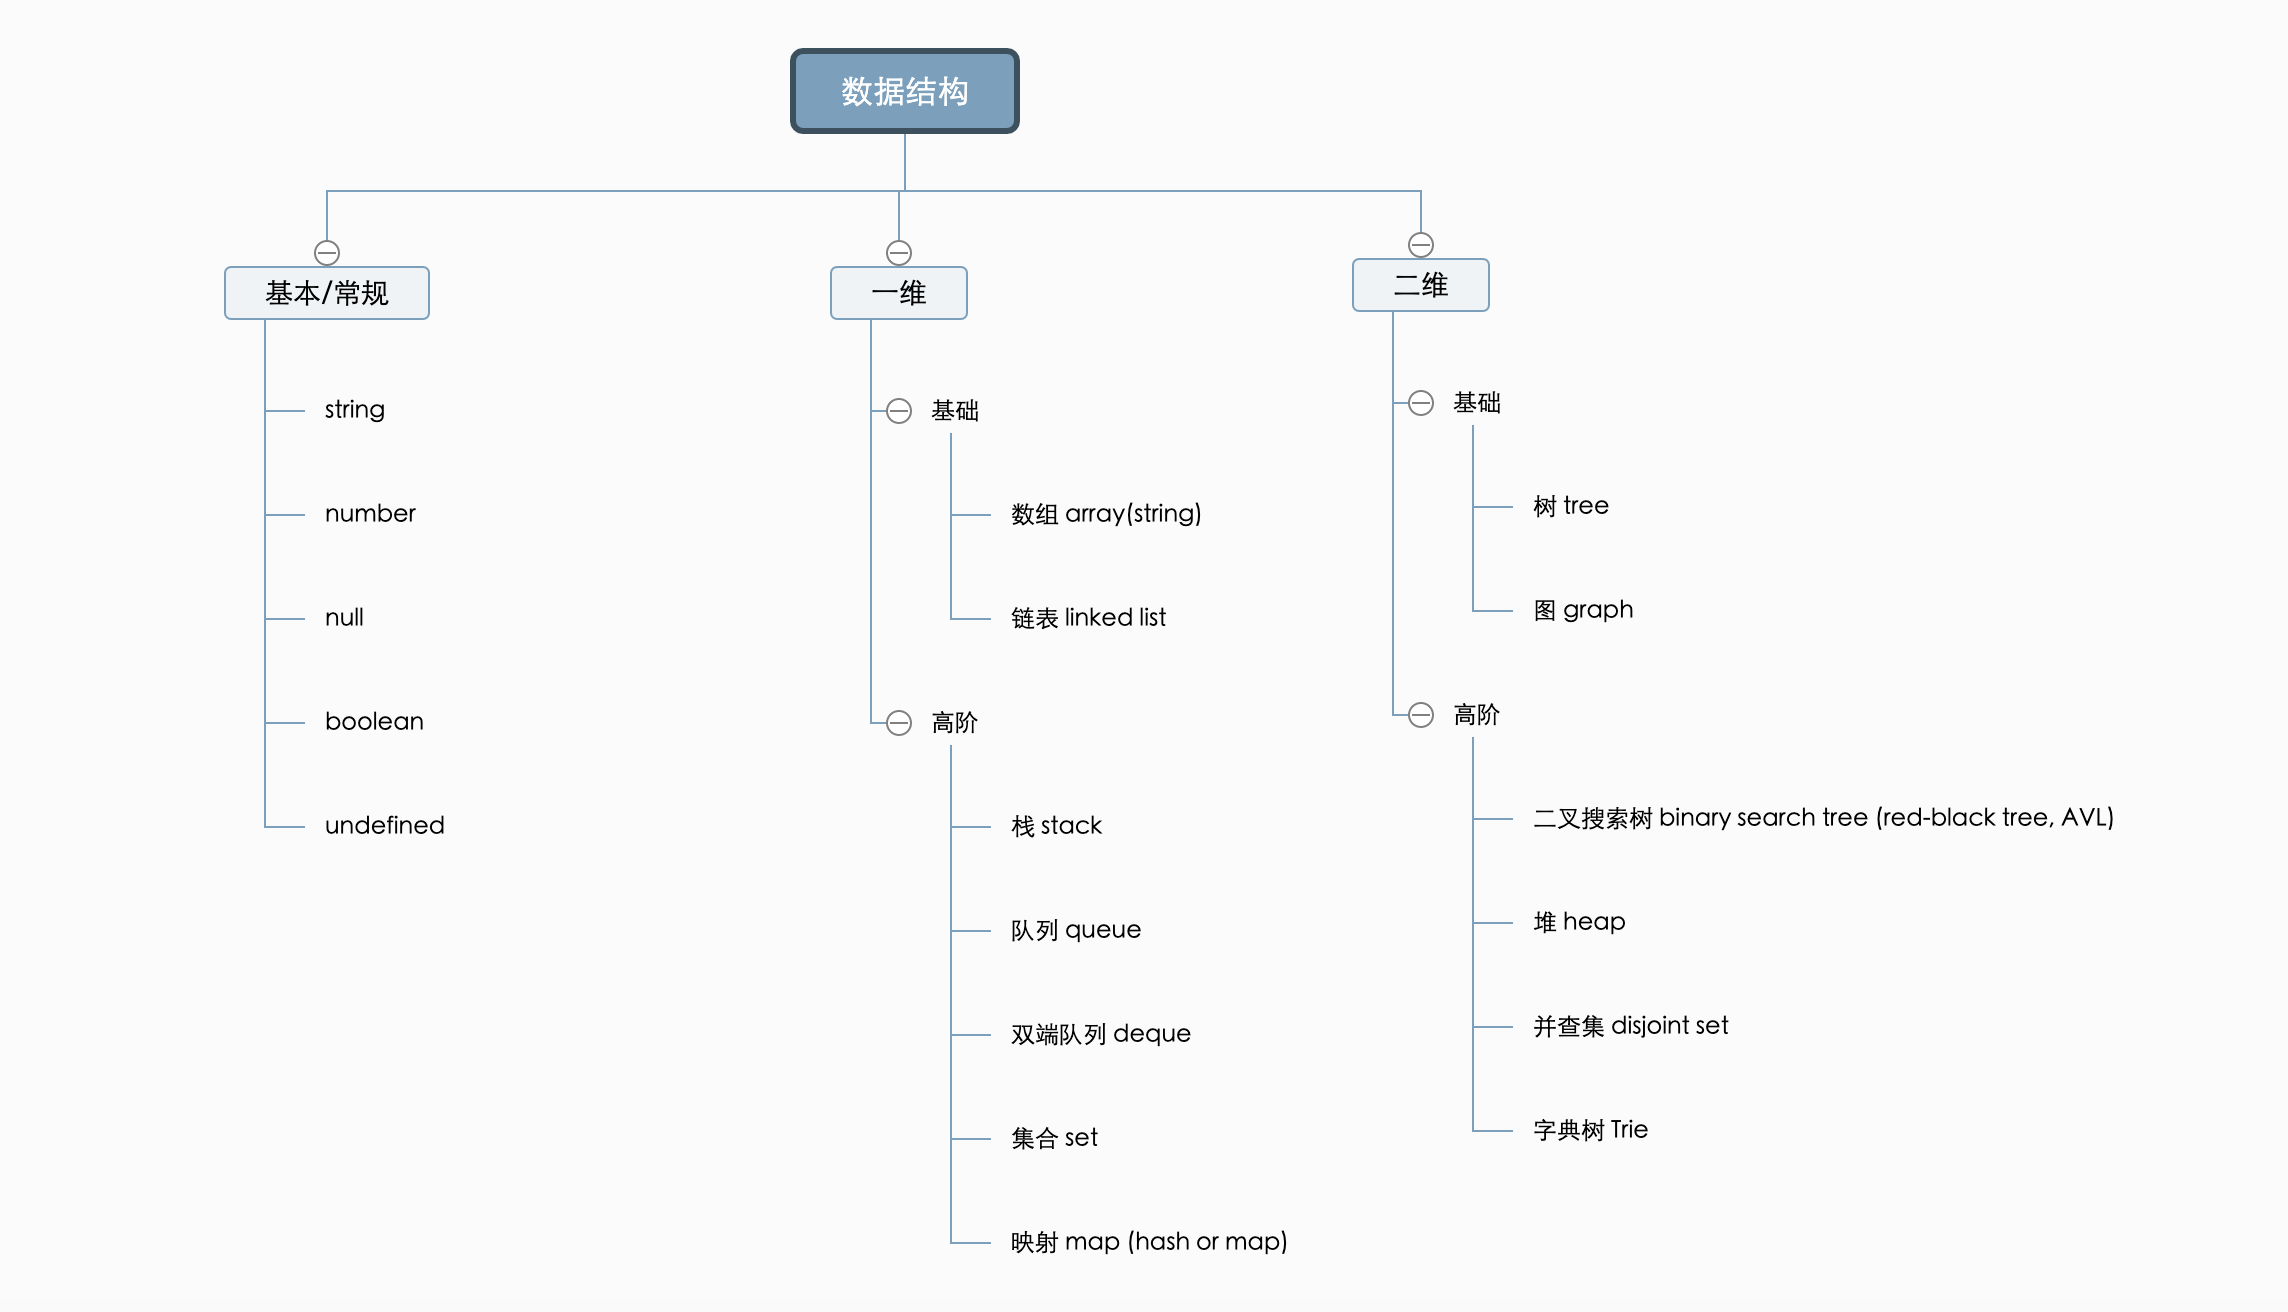 数据结构
基本/常规
string
number
null
boolean
undefined
一维
基础
数组 array(string)
链表 linked list
高阶
栈 stack
队列 queue
双端队列 deque
集合 set
映射 map (hash or map)
二维
基础
树 tree
图 graph
高阶
二叉搜索树 binary search tree (red-black tree, AVL)
堆 heap
并查集 disjoint set
字典树 Trie